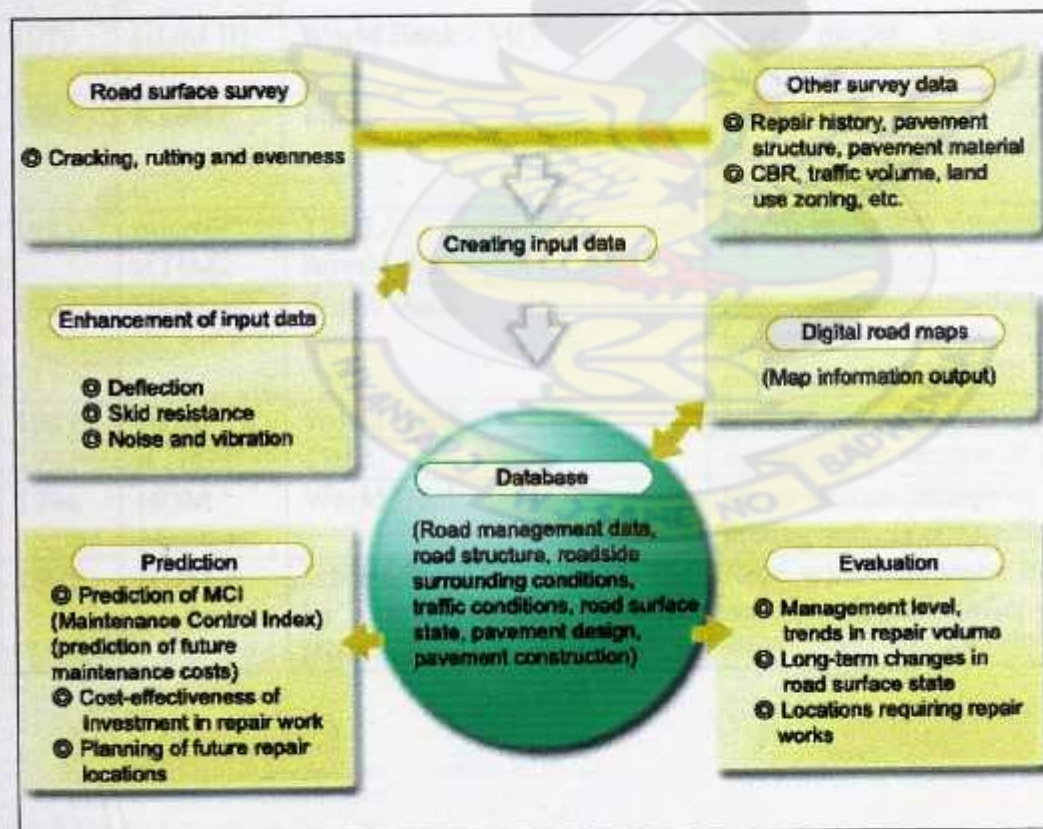 Road surface survey
◎ Cracking, rutting and evenness
Other survey data
◎ Repair history, pavement
structure, pavement material
◎ CBR, traffic volume, land
use zoning, etc.
Creating input data
Enhancement of input data
◎ Deflection
◎ Skid resistance
◎ Noise and vibration
Digital road maps
(Map information output)
Database
(Road management data,
road structure, roadside
surrounding conditions,
traffic conditions, road surface
state, pavement design,
pavement construction)
Prediction
◎ Prediction of MCI
(Maintenance Control Index)
(prediction of future
maintenance costs)
◎ Cost-effectiveness of
investment in repair work
◎ Planning of future repair
locations
Evaluation
◎ Management level,
trends in repair volume
◎ Long-term changes in
road surface state
◎ Locations requiring repair
works